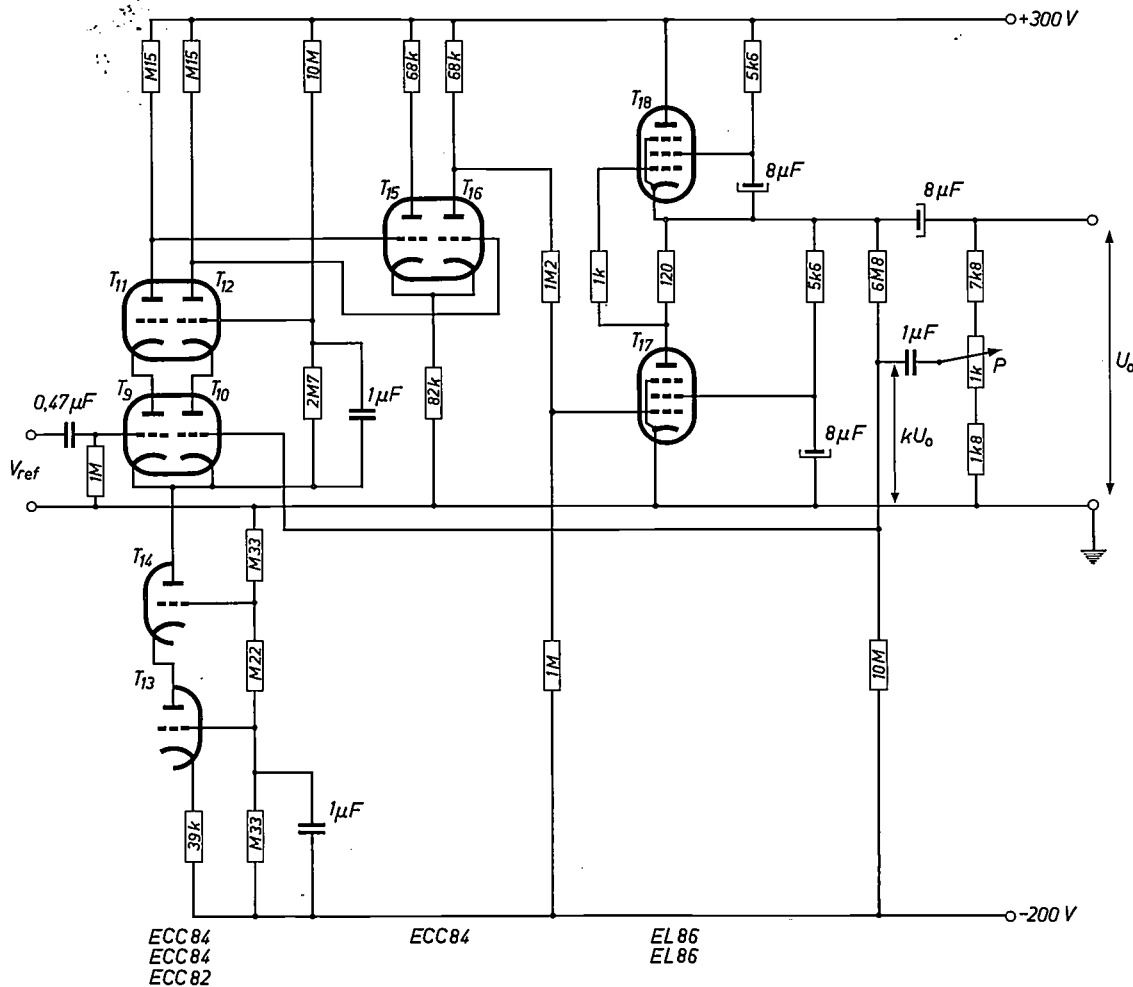 +300 V
M15
M15
10M
68k
68k
5k6
T18
8µF
T15
T16
8µF
1M2
1k
120
5k6
6M8
7k8
T11
T12
T17
1µF
1k
P
Uo
T9
T10
2M7
1µF
82k
0,47µF
8µF
kUo
1k8
Vref
1M
T14
M33
M22
T13
1M
10M
39k
M33
1µF
-200 V
ECC84
ECC84
EL86
ECC84
EL86
ECC82